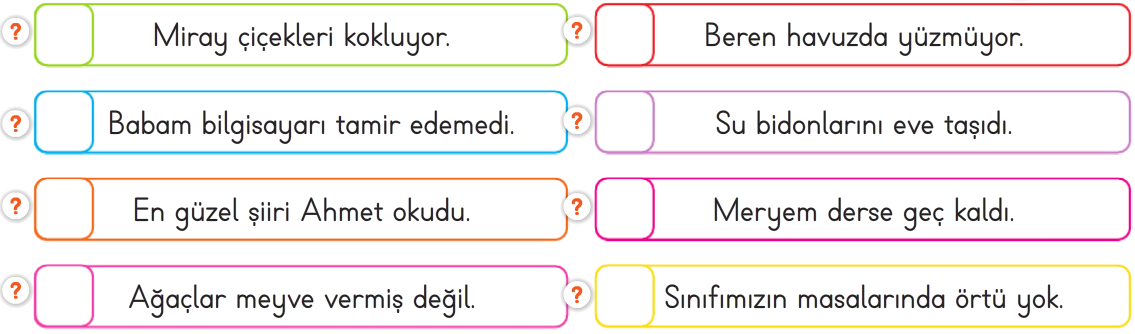 ? Miray çiçekleri kokluyor.
? Beren havuzda yüzmüyor.
? Babam bilgisayarı tamir edemedi.
? Su bidonlarını eve taşıdı.
? En güzel şiiri Ahmet okudu.
? Meryem derse geç kaldı.
? Ağaçlar meyve vermiş değil.
? Sınıfımızın masalarında örtü yok.